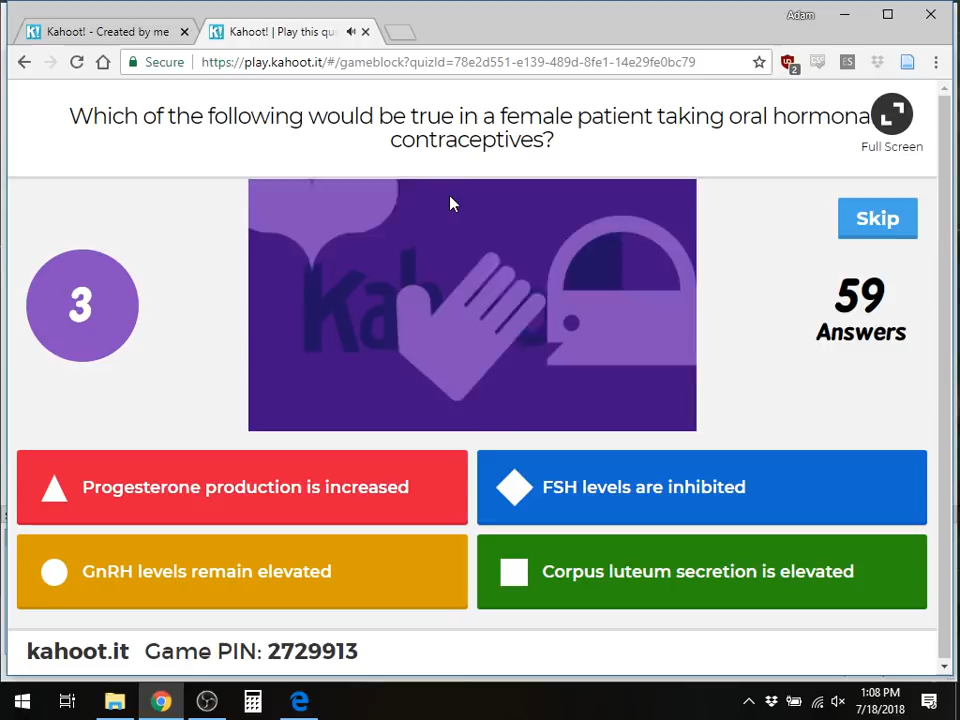 Adam
Kahoot! - Created by me
Kahoot! | Play this qu
Secure https://play.kahoot.it/#/gameblock?quizId=78e2d551-e139-489d-8fe1-14e29fe0bc79
2
ES
Which of the following would be true in a female patient taking oral hormona
contraceptives?
Full Screen
Skip
3
59
Answers
Progesterone production is increased
FSH levels are inhibited
GnRH levels remain elevated
Corpus luteum secretion is elevated
kahoot.it Game PIN: 2729913
1:08 PM
7/18/2018